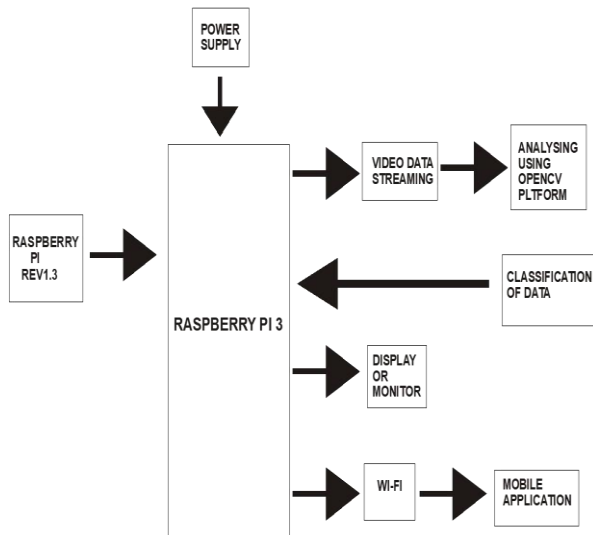 POWER
SUPPLY
VIDEO DATA
STREAMING
ANALYSING
USING
OPENCV
PLTFORM
RASPBERRY
PI
REV1.3
CLASSIFICATION
OF DATA
RASPBERRY PI 3
DISPLAY
OR
MONITOR
WI-FI
MOBILE
APPLICATION